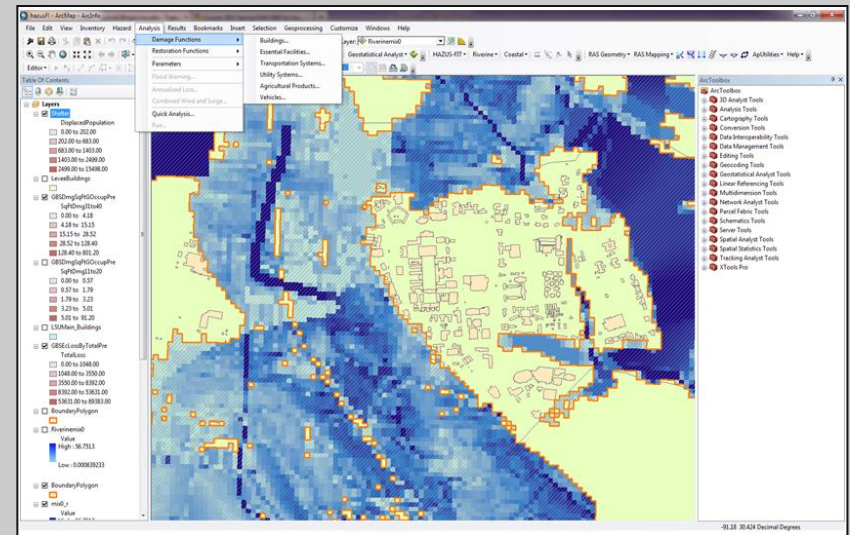 hazusFl - ArcMap - ArcInfo
File Edit View Inventory Hazard Analysis Results Bookmarks Insert Selection Geoprocessing Customize Windows Help
Damage Functions
Restoration Functions
Parameters
Flood Warning...
Annualized Loss...
Combined Wind and Surge...
Quick Analysis...
Run...
Buildings...
Essential Facilities...
Transportation Systems...
Utility Systems...
Agricultural Products...
Vehicles...
Layer: Riverinemix0
Geostatistical Analyst HAZUS-FIT Riverine Coastal RAS Geometry RAS Mapping ApUtilities Help
Editor
Table Of Contents
Layers
Shelter
DisplacedPopulation
0.00 to 202.00
202.00 to 683.00
683.00 to 1403.00
1403.00 to 2499.00
2499.00 to 15498.00
LeveeBuildings
GBSDmgSqFtGOccupPre
SqFtDmg31to40
0.00 to 4.18
4.18 to 15.15
15.15 to 28.52
28.52 to 128.40
128.40 to 801.20
GBSDmgSqFtGOccupPre
SqFtDmg11to20
0.00 to 0.57
0.57 to 1.79
1.79 to 3.23
3.23 to 5.01
5.01 to 91.20
LSUMain_Buildings
GBSEcLossByTotalPre
TotalLoss
0.00 to 1048.00
1048.00 to 3550.00
3550.00 to 8392.00
8392.00 to 53631.00
53631.00 to 89383.00
BoundaryPolygon
Riverinemix0
Value
High : 56.7513
Low : 0.000839233
BoundaryPolygon
mix0_r
Value
ArcToolbox
ArcToolbox
3D Analyst Tools
Analysis Tools
Cartography Tools
Conversion Tools
Data Interoperability Tools
Data Management Tools
Editing Tools
Geocoding Tools
Geostatistical Analyst Tools
Linear Referencing Tools
Multidimension Tools
Network Analyst Tools
Parcel Fabric Tools
Schematics Tools
Server Tools
Spatial Analyst Tools
Spatial Statistics Tools
Tracking Analyst Tools
XTools Pro
-91.18 30.424 Decimal Degrees